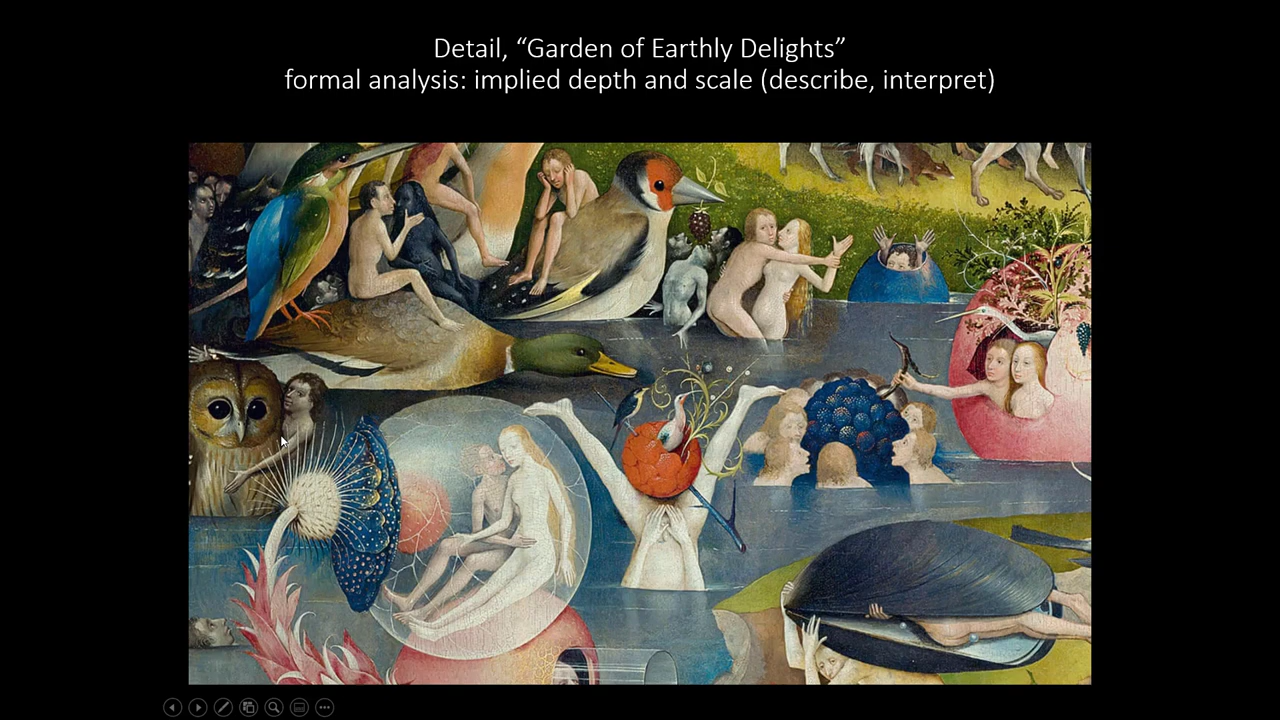 Detail, “Garden of Earthly Delights”
formal analysis: implied depth and scale (describe, interpret)